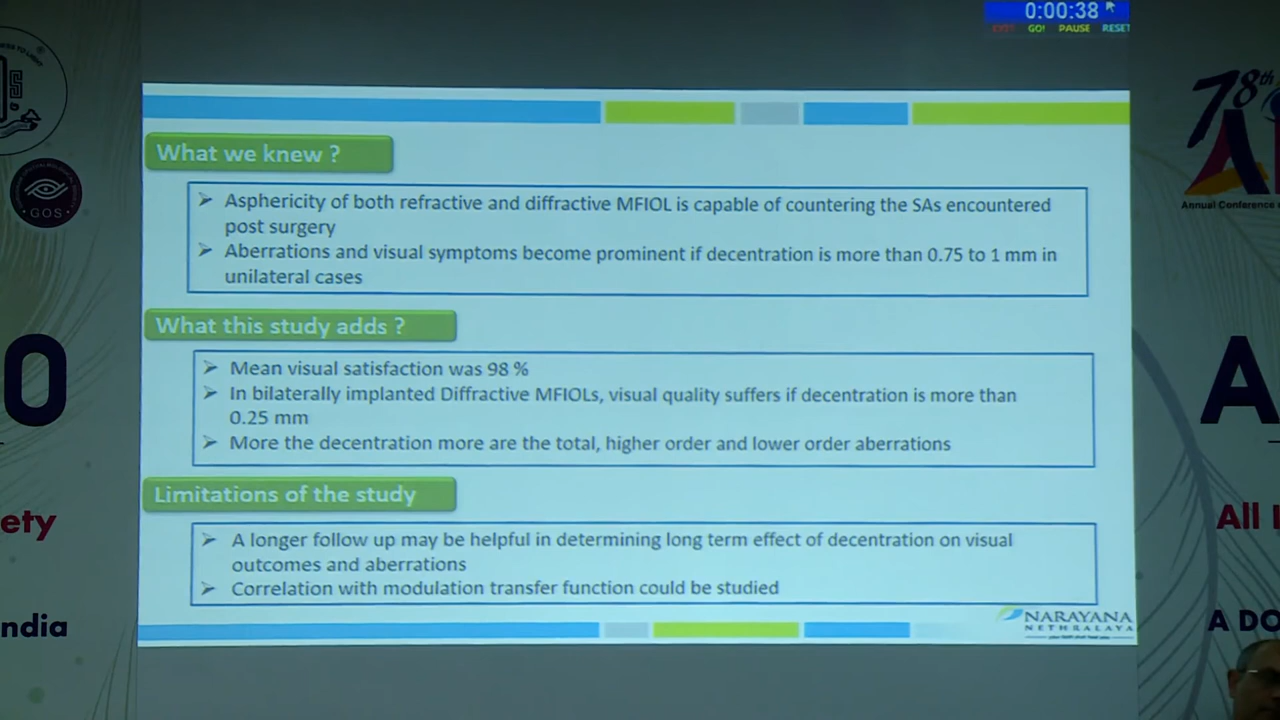 0:00:38
EXIT GO! PAUSE RESET
78th
Annual Conference
GOS
What we knew ?
➢ Asphericity of both refractive and diffractive MFIOL is capable of countering the SAs encountered
post surgery
➢ Aberrations and visual symptoms become prominent if decentration is more than 0.75 to 1 mm in
unilateral cases
What this study adds ?
➢ Mean visual satisfaction was 98 %
➢ In bilaterally implanted Diffractive MFIOLs, visual quality suffers if decentration is more than
0.25 mm
➢ More the decentration more are the total, higher order and lower order aberrations
Limitations of the study
➢ A longer follow up may be helpful in determining long term effect of decentration on visual
outcomes and aberrations
➢ Correlation with modulation transfer function could be studied
NARAYANA
NETHRALAYA
O
A
ety
All
ndia
A DO